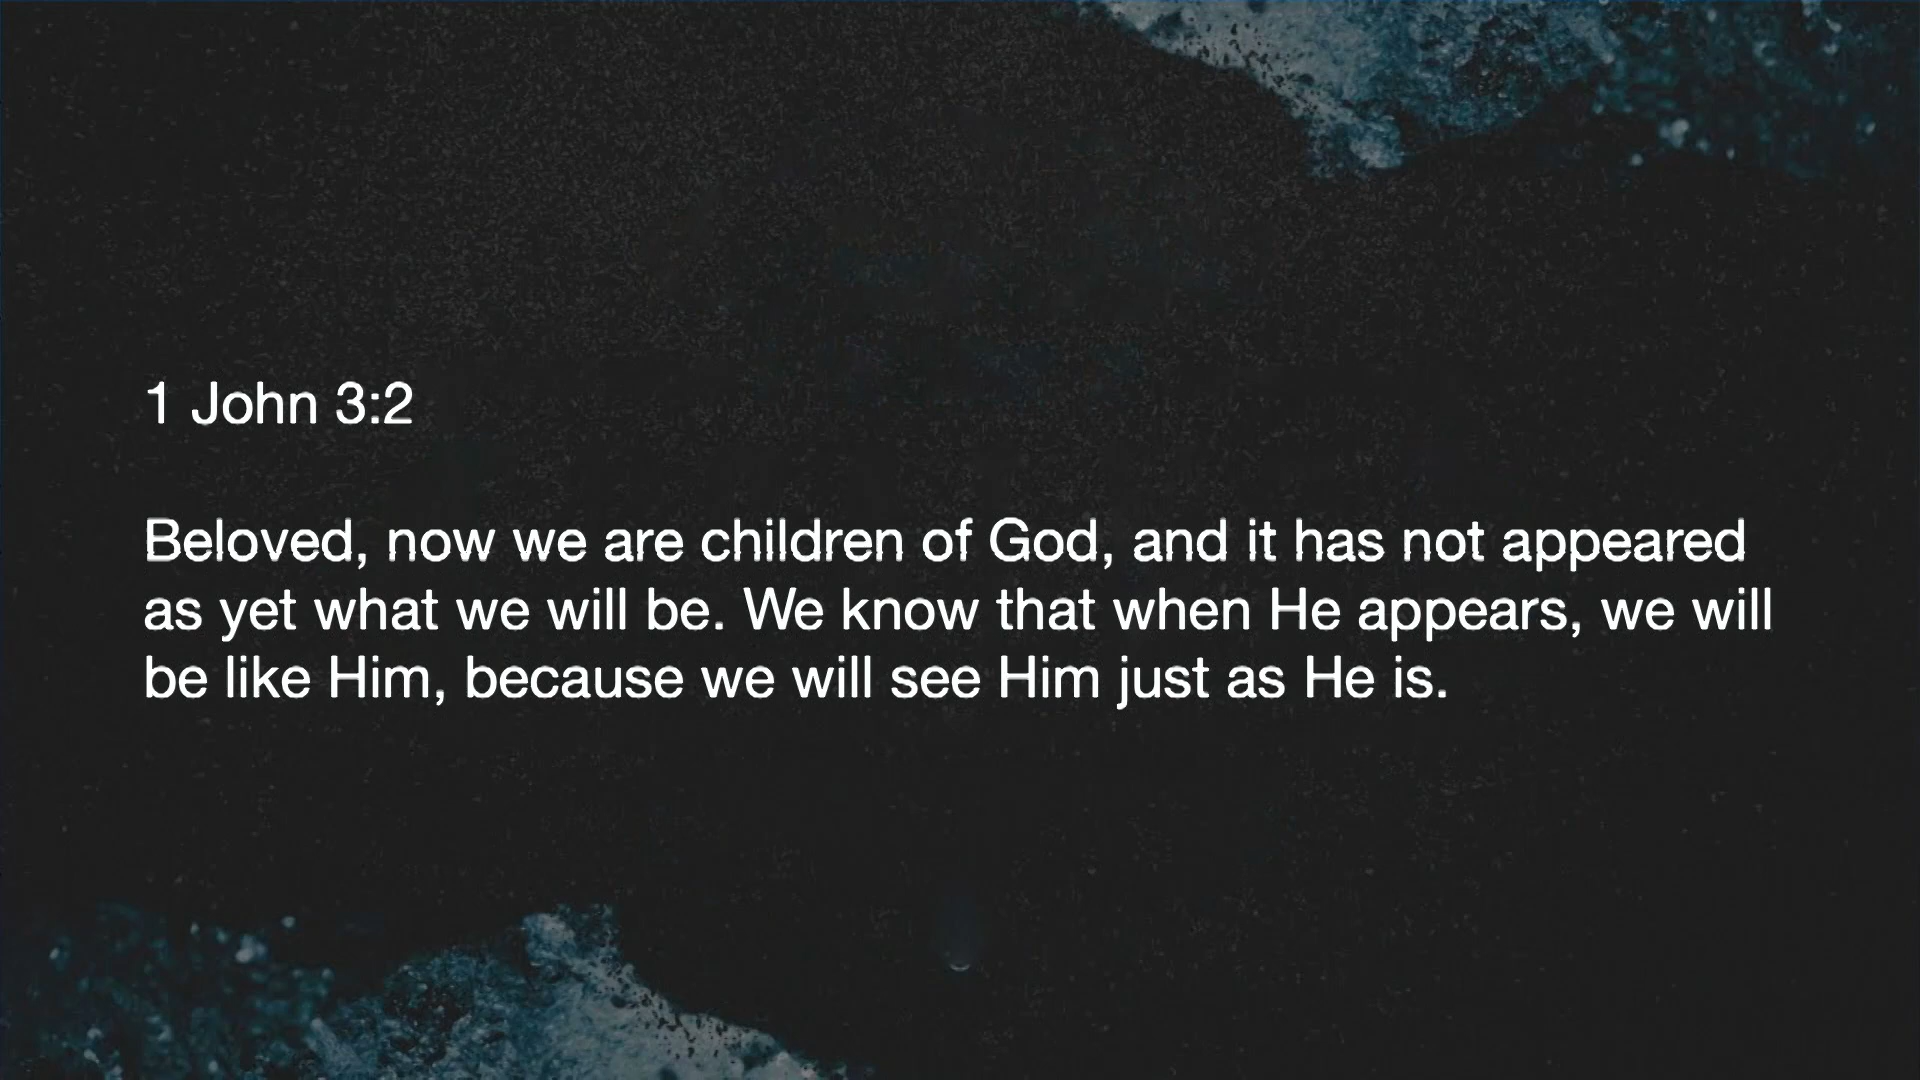 1 John 3:2
Beloved, now we are children of God, and it has not appeared
as yet what we will be. We know that when He appears, we will
be like Him, because we will see Him just as He is.